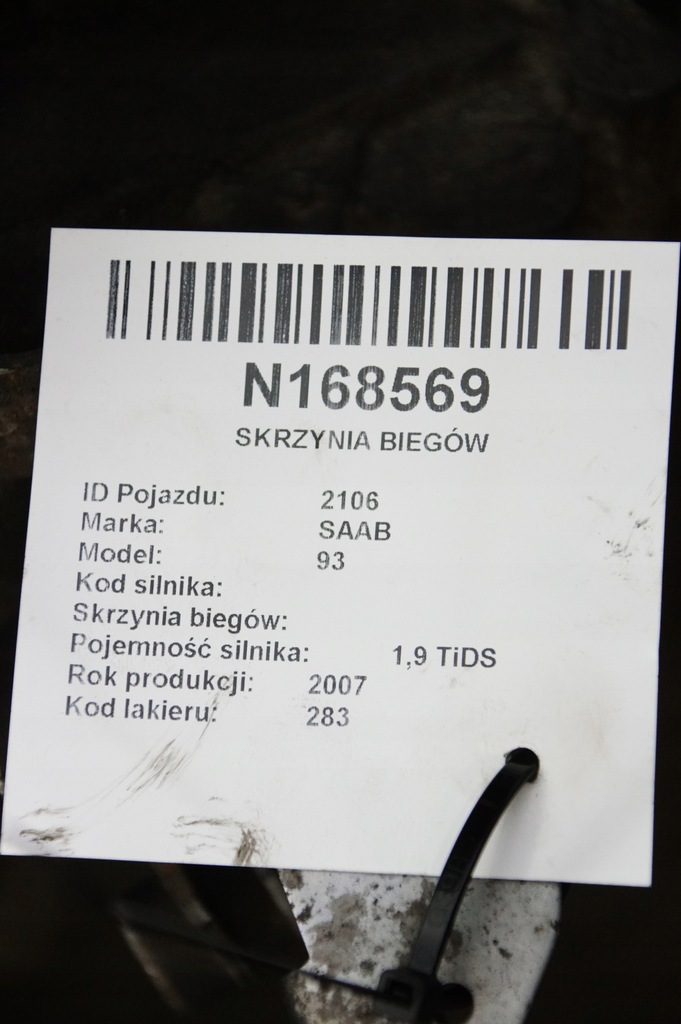 N168569
SKRZYNIA BIEGÓW
ID Pojazdu: 2106
Marka: SAAB
Model: 93
Kod silnika:
Skrzynia biegów:
Pojemność silnika: 1,9 TiDS
Rok produkcji: 2007
Kod lakieru: 283